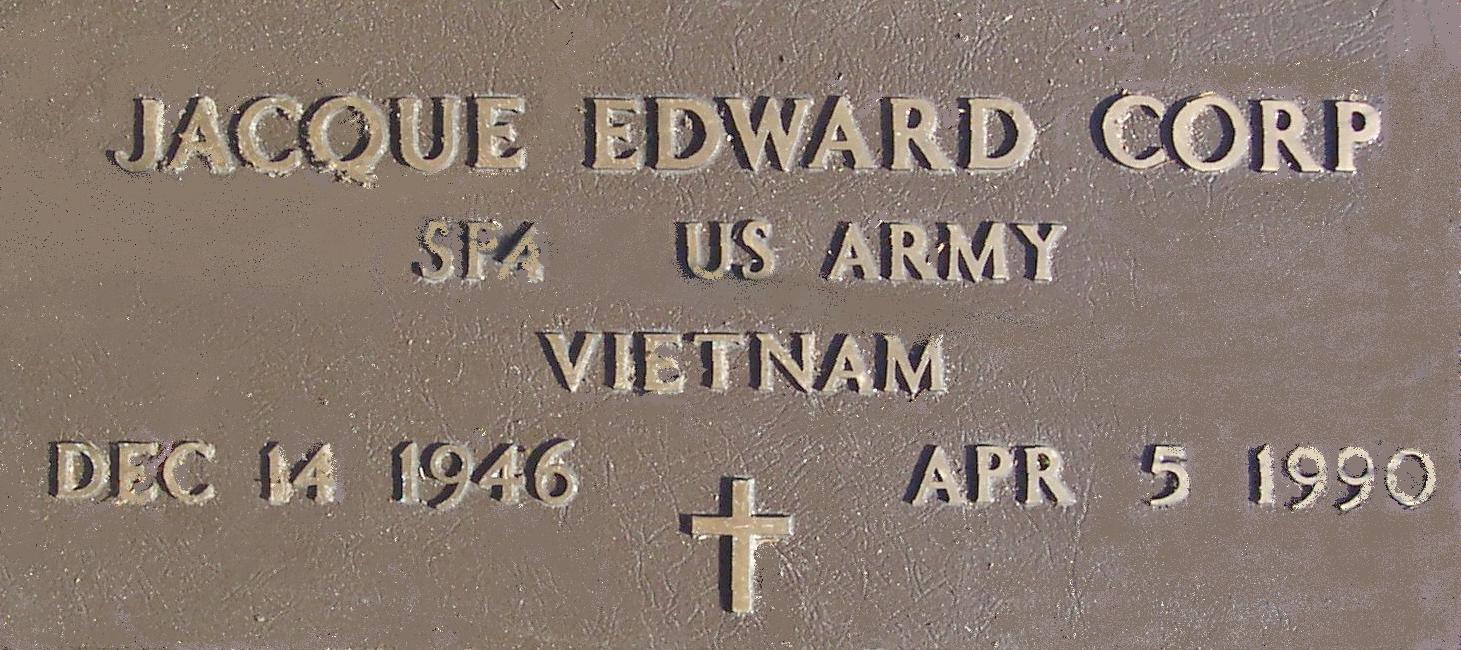 JACQUE EDWARD CORP
SP4 US ARMY
VIETNAM
DEC 14 1946 APR 5 1990